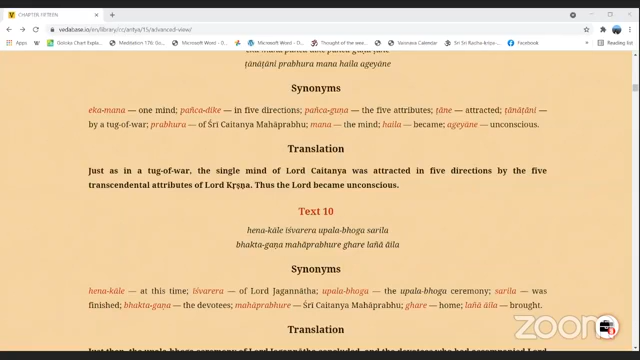 CHAPTER FIFTEEN
vedabase.io/en/library/cc/antya/15/advanced-view/
Goloka Chart Explo... Meditation 176: Go... Microsoft Word - D... Microsoft Word - D... Thought of the wee... Vaisnava Calendar Sri Sri Radha-kripa-... Facebook Reading list
ṭānāṭāni prabhura mana haila ageyāne
Synonyms
eka-mana — one mind; pañca-dike — in five directions; pañca-guṇa — the five attributes; ṭāne — attracted; ṭānāṭāni —
by a tug-of-war; prabhura — of Śrī Caitanya Mahāprabhu; mana — the mind; haila — became; ageyāne — unconscious.
Translation
Just as in a tug-of-war, the single mind of Lord Caitanya was attracted in five directions by the five
transcendental attributes of Lord Kṛṣṇa. Thus the Lord became unconscious.
Text 10
hena-kāle īśvarera upala-bhoga sarila
bhakta-gaṇa mahāprabhure ghare lañā āila
Synonyms
hena-kāle — at this time; īśvarera — of Lord Jagannātha; upala-bhoga — the upala-bhoga ceremony; sarila — was
finished; bhakta-gaṇa — the devotees; mahāprabhure — Śrī Caitanya Mahāprabhu; ghare — home; lañā āila — brought.
Translation
zoom